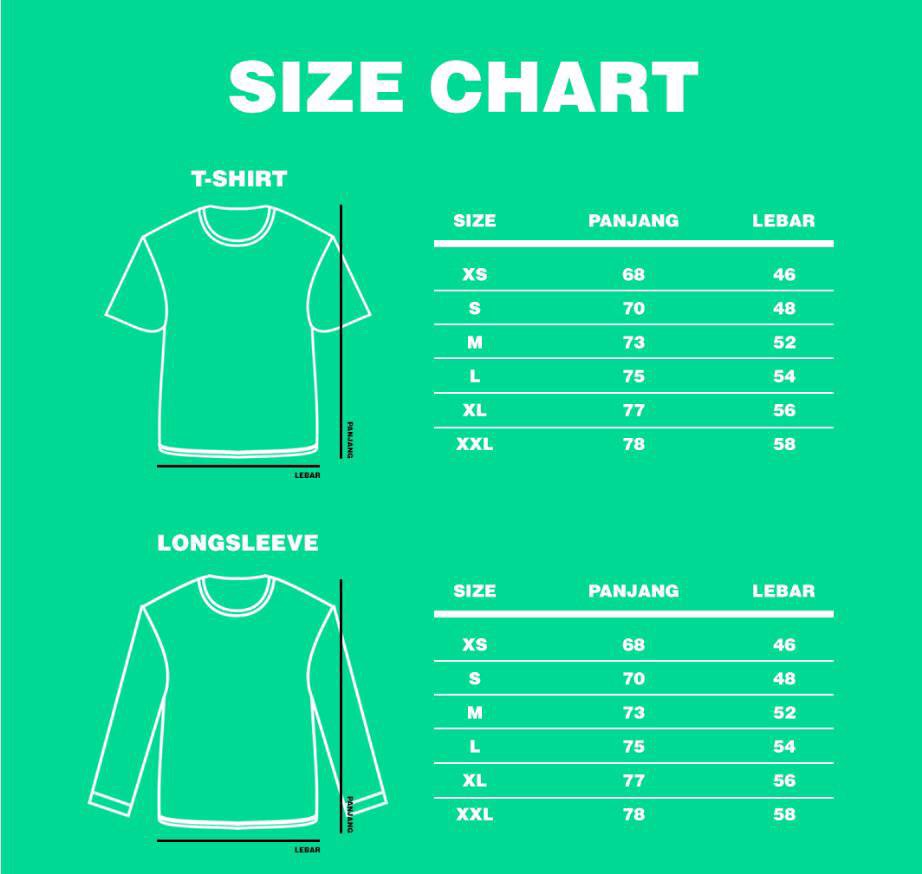 SIZE CHART
T-SHIRT
SIZE PANJANG LEBAR
XS 68 46
S 70 48
M 73 52
L 75 54
XL 77 56
XXL 78 58
PANJANG
LEBAR
LONGSLEEVE
SIZE PANJANG LEBAR
XS 68 46
S 70 48
M 73 52
L 75 54
XL 77 56
XXL 78 58
PANJANG
LEBAR